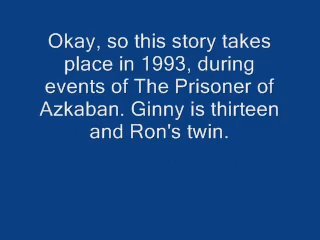 Okay, so this story takes
place in 1993, during
events of The Prisoner of
Azkaban. Ginny is thirteen
and Ron's twin.